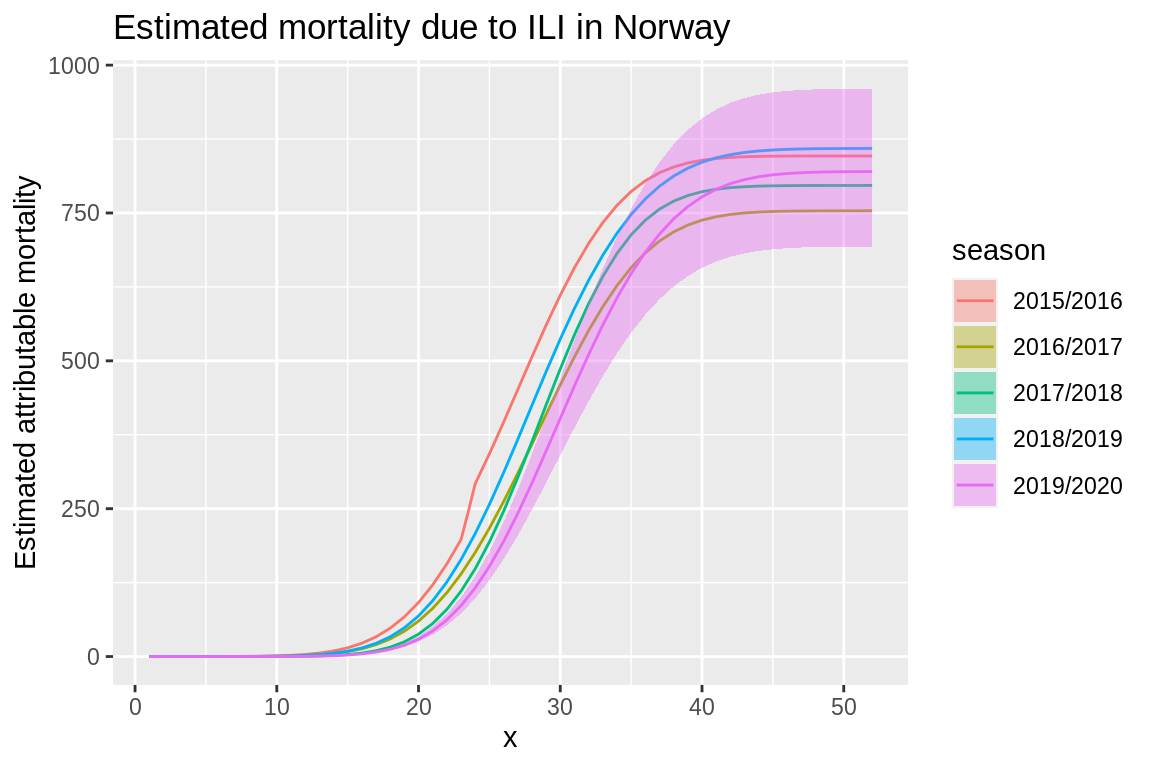 Estimated mortality due to ILI in Norway
Estimated attributable mortality
1000
750
500
250
0
0 10 20 30 40 50
x
season
2015/2016
2016/2017
2017/2018
2018/2019
2019/2020